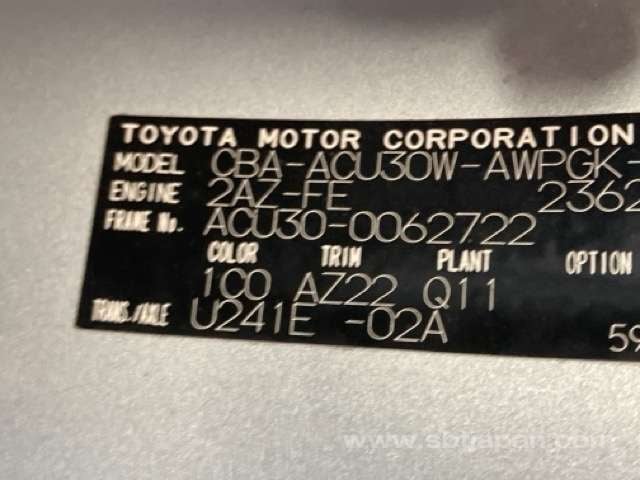 TOYOTA MOTOR CORPORATION
MODEL CBA-ACU30W-AWPGK-
ENGINE 2AZ-FE 2362
FRAME No. ACU30-0062722
COLOR TRIM PLANT OPTION
1C0 AZ22 Q11
TRANS./AXLE U241E -02A 59
www.sbtjapan.com